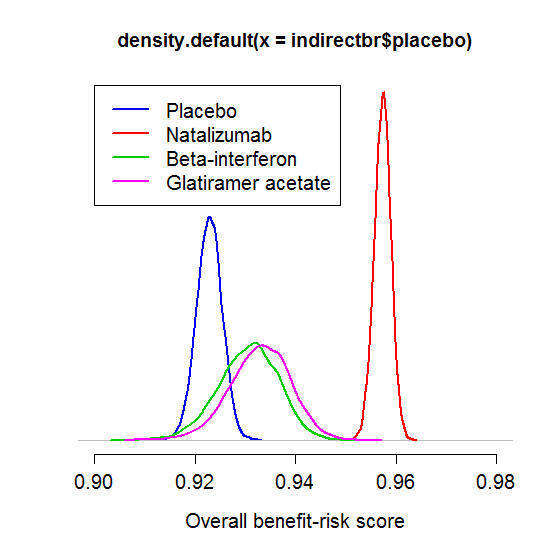 density.default(x = indirectbr$placebo)
Placebo
Natalizumab
Beta-interferon
Glatiramer acetate
0.90 0.92 0.94 0.96 0.98
Overall benefit-risk score